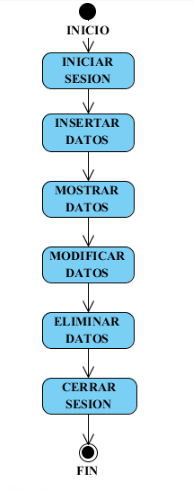 INICIO
INICIAR
SESION
INSERTAR
DATOS
MOSTRAR
DATOS
MODIFICAR
DATOS
ELIMINAR
DATOS
CERRAR
SESION
FIN